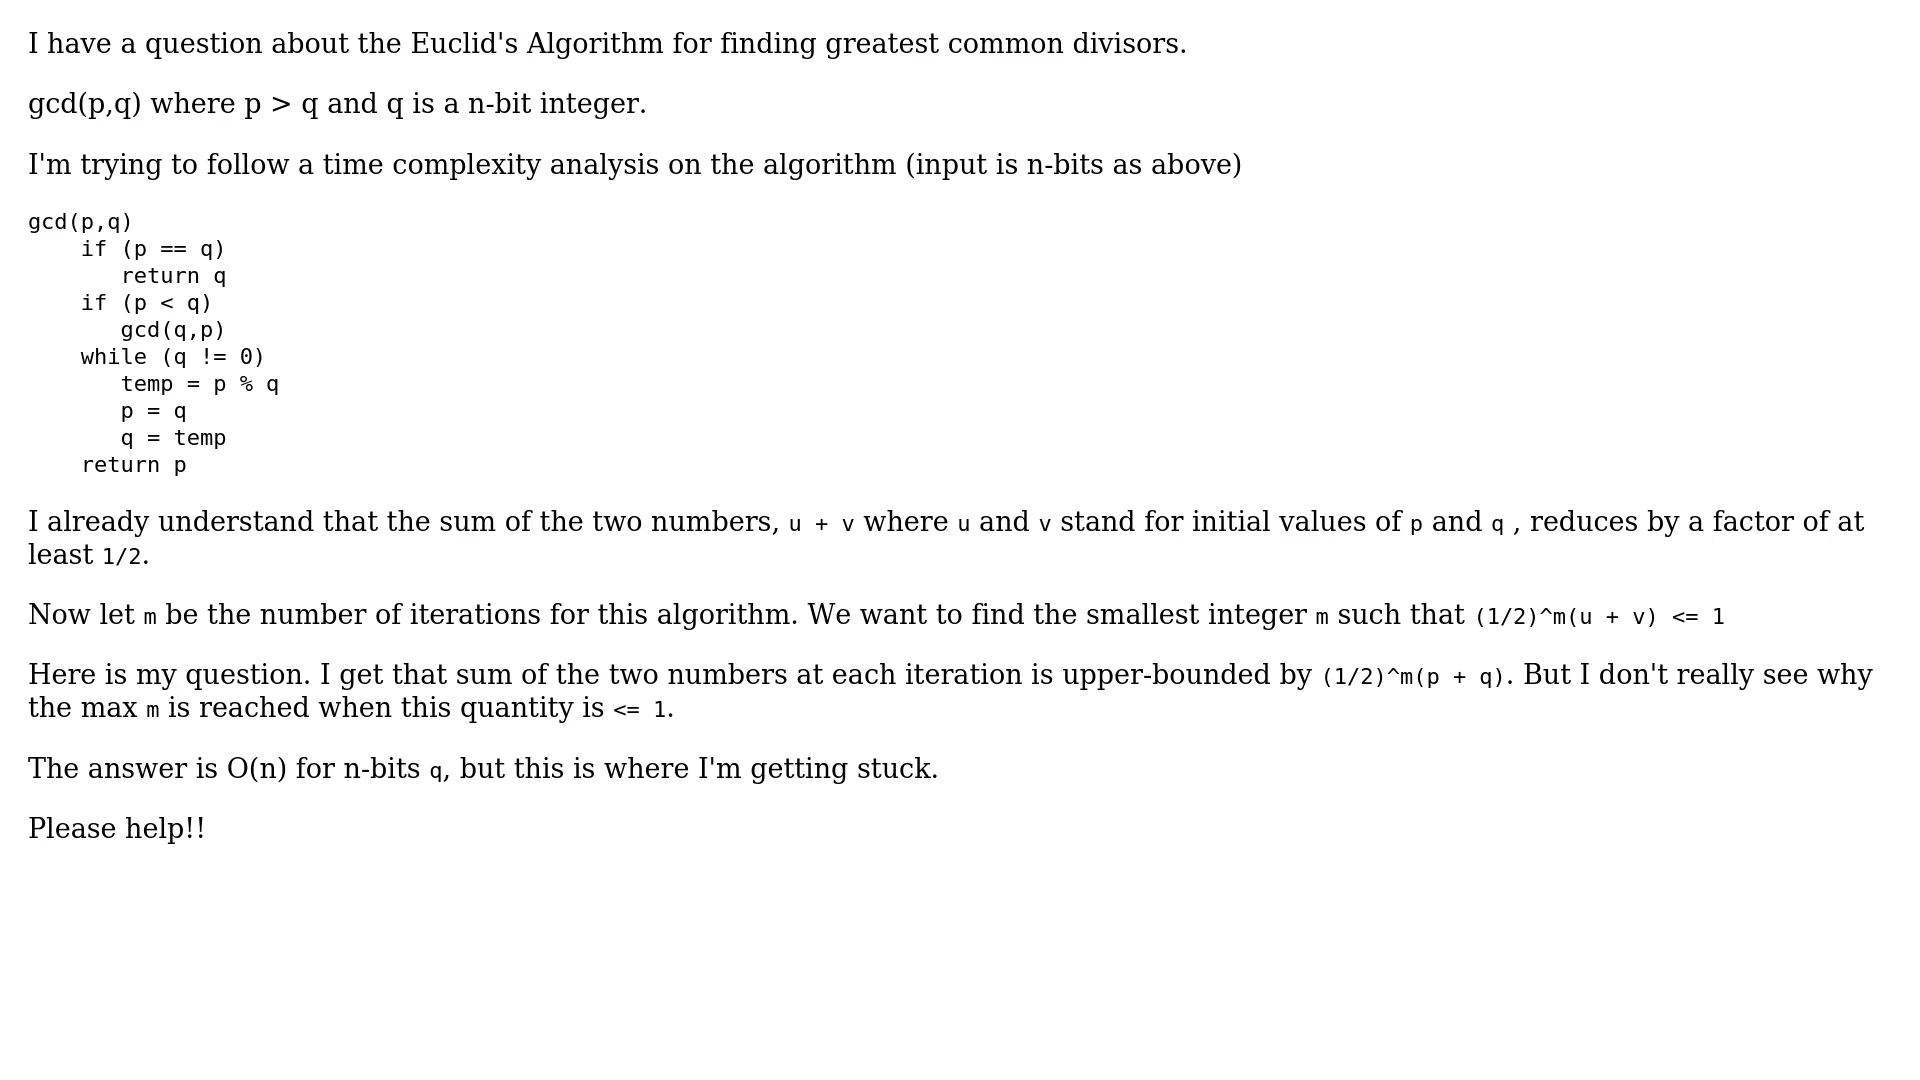 I have a question about the Euclid's Algorithm for finding greatest common divisors.
gcd(p,q) where p > q and q is a n-bit integer.
I'm trying to follow a time complexity analysis on the algorithm (input is n-bits as above)
gcd(p,q)
    if (p == q)
       return q
    if (p < q)
       gcd(q,p)
    while (q != 0)
       temp = p % q
       p = q
       q = temp
    return p
I already understand that the sum of the two numbers, u + v where u and v stand for initial values of p and q , reduces by a factor of at
least 1/2.
Now let m be the number of iterations for this algorithm. We want to find the smallest integer m such that (1/2)^m(u + v) <= 1
Here is my question. I get that sum of the two numbers at each iteration is upper-bounded by (1/2)^m(p + q). But I don't really see why
the max m is reached when this quantity is <= 1.
The answer is O(n) for n-bits q, but this is where I'm getting stuck.
Please help!!